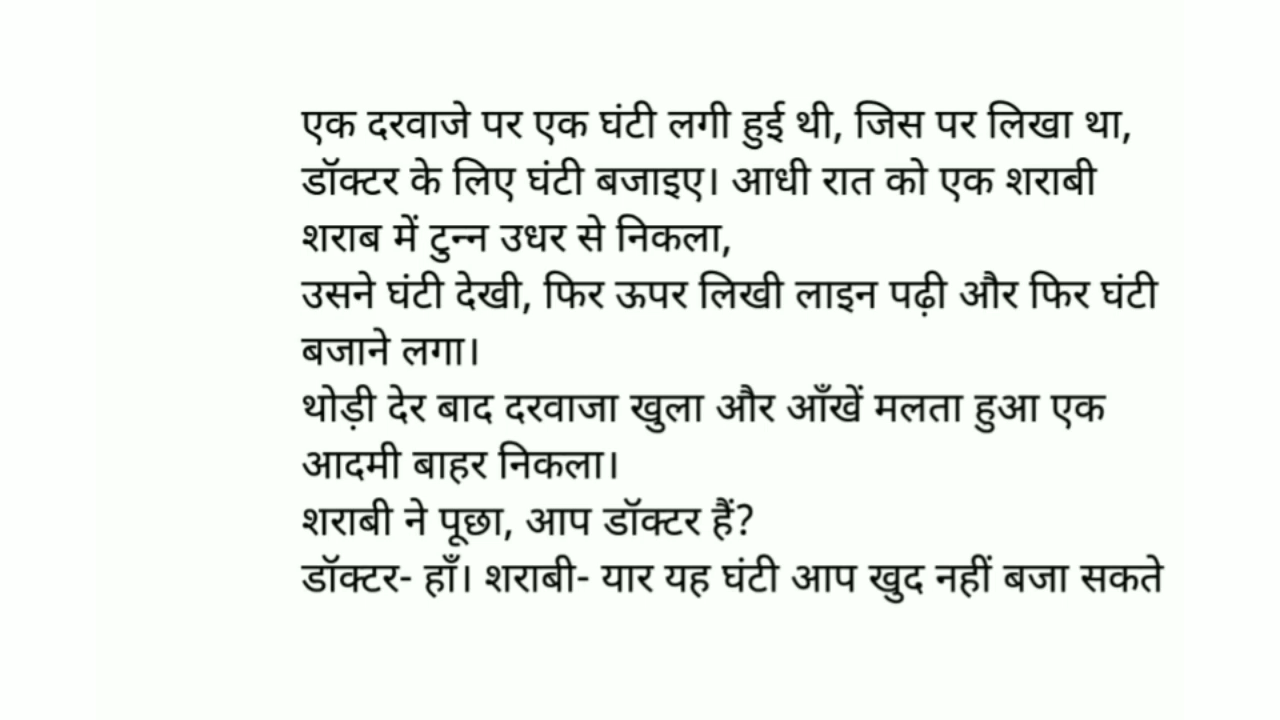 एक दरवाजे पर एक घंटी लगी हुई थी, जिस पर लिखा था,
डॉक्टर के लिए घंटी बजाइए। आधी रात को एक शराबी
शराब में टुन्न उधर से निकला,
उसने घंटी देखी, फिर ऊपर लिखी लाइन पढ़ी और फिर घंटी
बजाने लगा।
थोड़ी देर बाद दरवाजा खुला और आँखें मलता हुआ एक
आदमी बाहर निकला।
शराबी ने पूछा, आप डॉक्टर हैं?
डॉक्टर- हाँ। शराबी- यार यह घंटी आप खुद नहीं बजा सकते